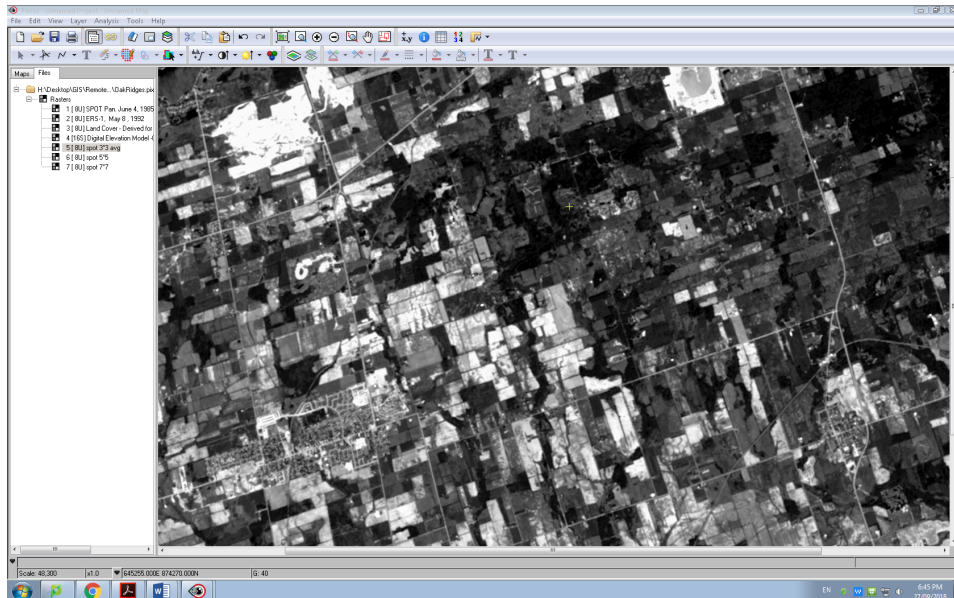 File Edit View Layer Analysis Tools Help
Maps Files
H:\Desktop\GIS\Remote...\OakRidges.pix
Rasters
1 [ 8U] SPOT Pan, June 4, 1985
2 [ 8U] ERS-1, May 8 , 1992
3 [ 8U] Land Cover - Derived for
4 [16S] Digital Elevation Model -
5 [ 8U] spot 3*3 avg
6 [ 8U] spot 5*5
7 [ 8U] spot 7*7
Scale: 48,300 x1.0 645255.000E 874270.000N G: 40
EN 6:45 PM
27/09/2018